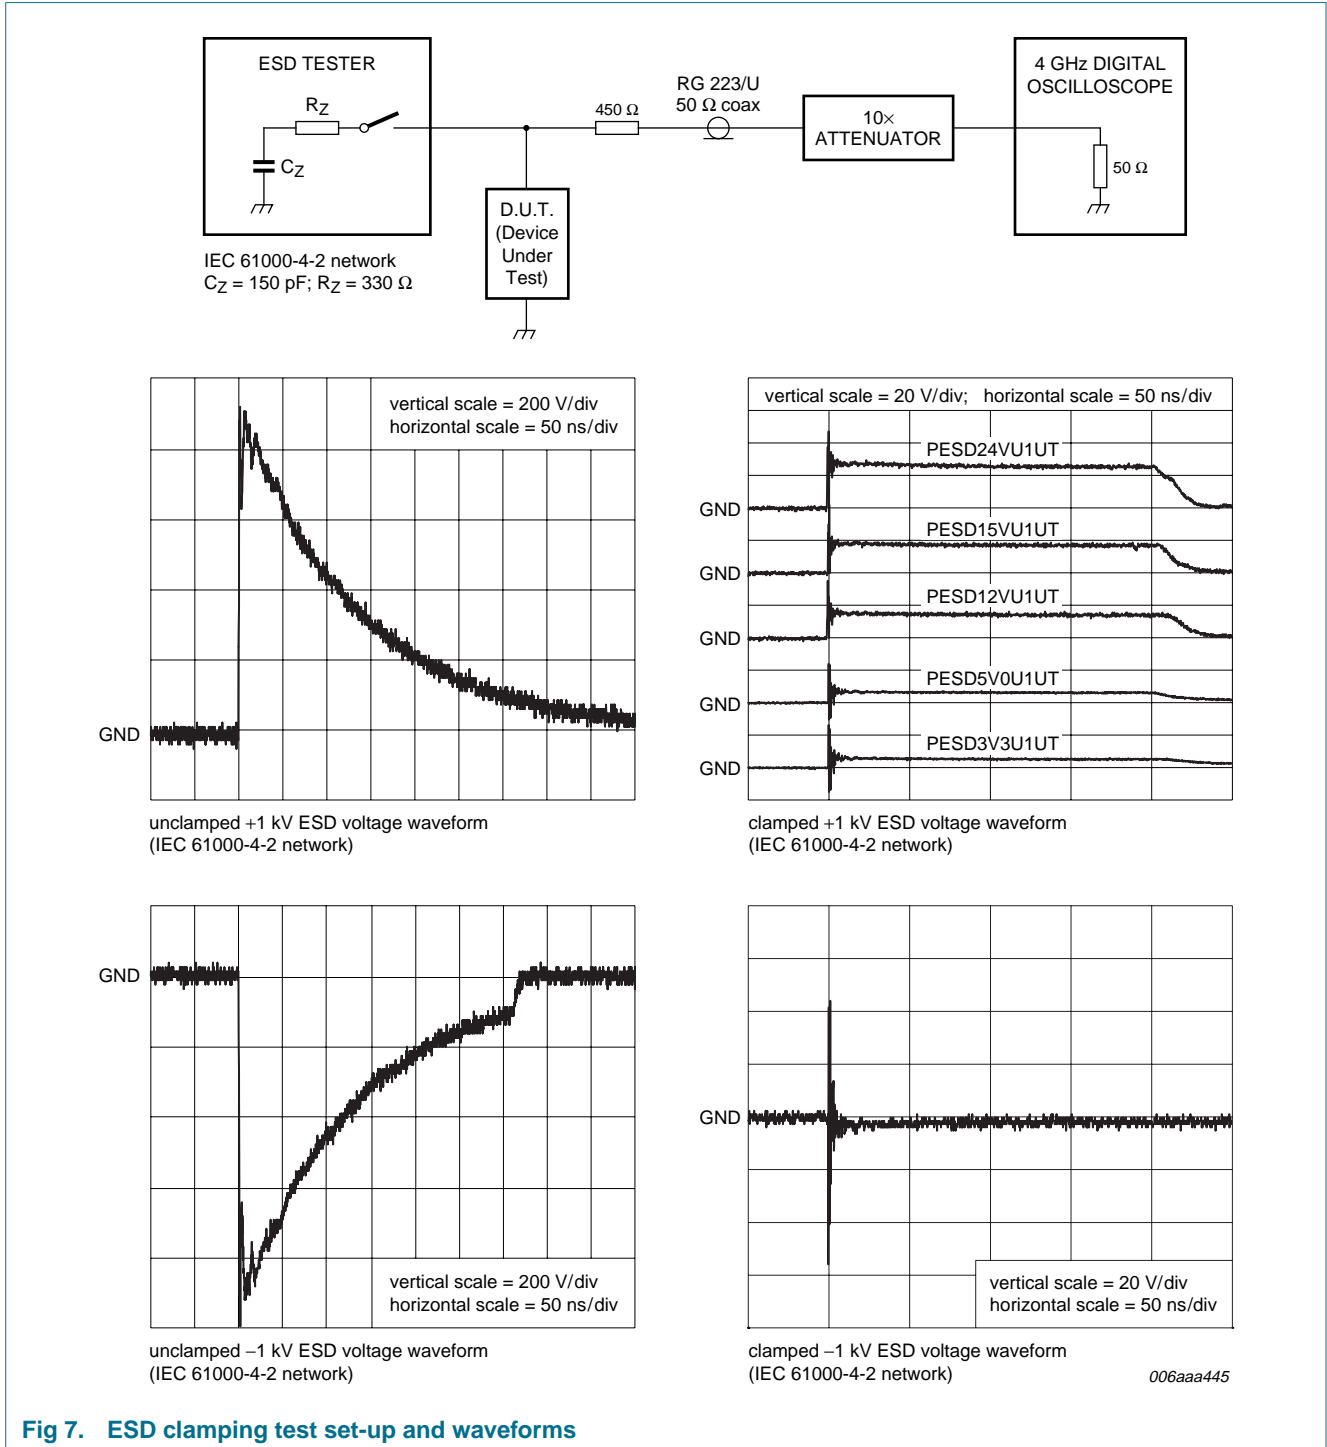 ESD TESTER
RZ
CZ
IEC 61000-4-2 network
CZ = 150 pF; RZ = 330 Ω
D.U.T.
(Device
Under
Test)
450 Ω
RG 223/U
50 Ω coax
10×
ATTENUATOR
4 GHz DIGITAL
OSCILLOSCOPE
50 Ω
vertical scale = 200 V/div
horizontal scale = 50 ns/div
GND
unclamped +1 kV ESD voltage waveform
(IEC 61000-4-2 network)
vertical scale = 20 V/div; horizontal scale = 50 ns/div
PESD24VU1UT
GND
PESD15VU1UT
GND
PESD12VU1UT
GND
PESD5V0U1UT
GND
PESD3V3U1UT
GND
clamped +1 kV ESD voltage waveform
(IEC 61000-4-2 network)
GND
vertical scale = 200 V/div
horizontal scale = 50 ns/div
unclamped −1 kV ESD voltage waveform
(IEC 61000-4-2 network)
GND
vertical scale = 20 V/div
horizontal scale = 50 ns/div
clamped −1 kV ESD voltage waveform
(IEC 61000-4-2 network)
006aaa445
Fig 7. ESD clamping test set-up and waveforms